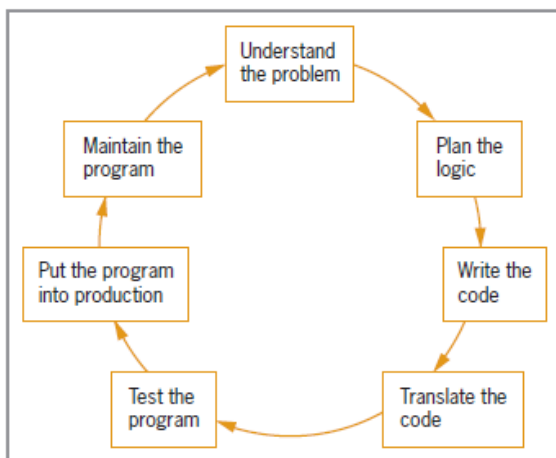 Understand
the problem
Plan the
logic
Write the
code
Translate the
code
Test the
program
Put the program
into production
Maintain the
program